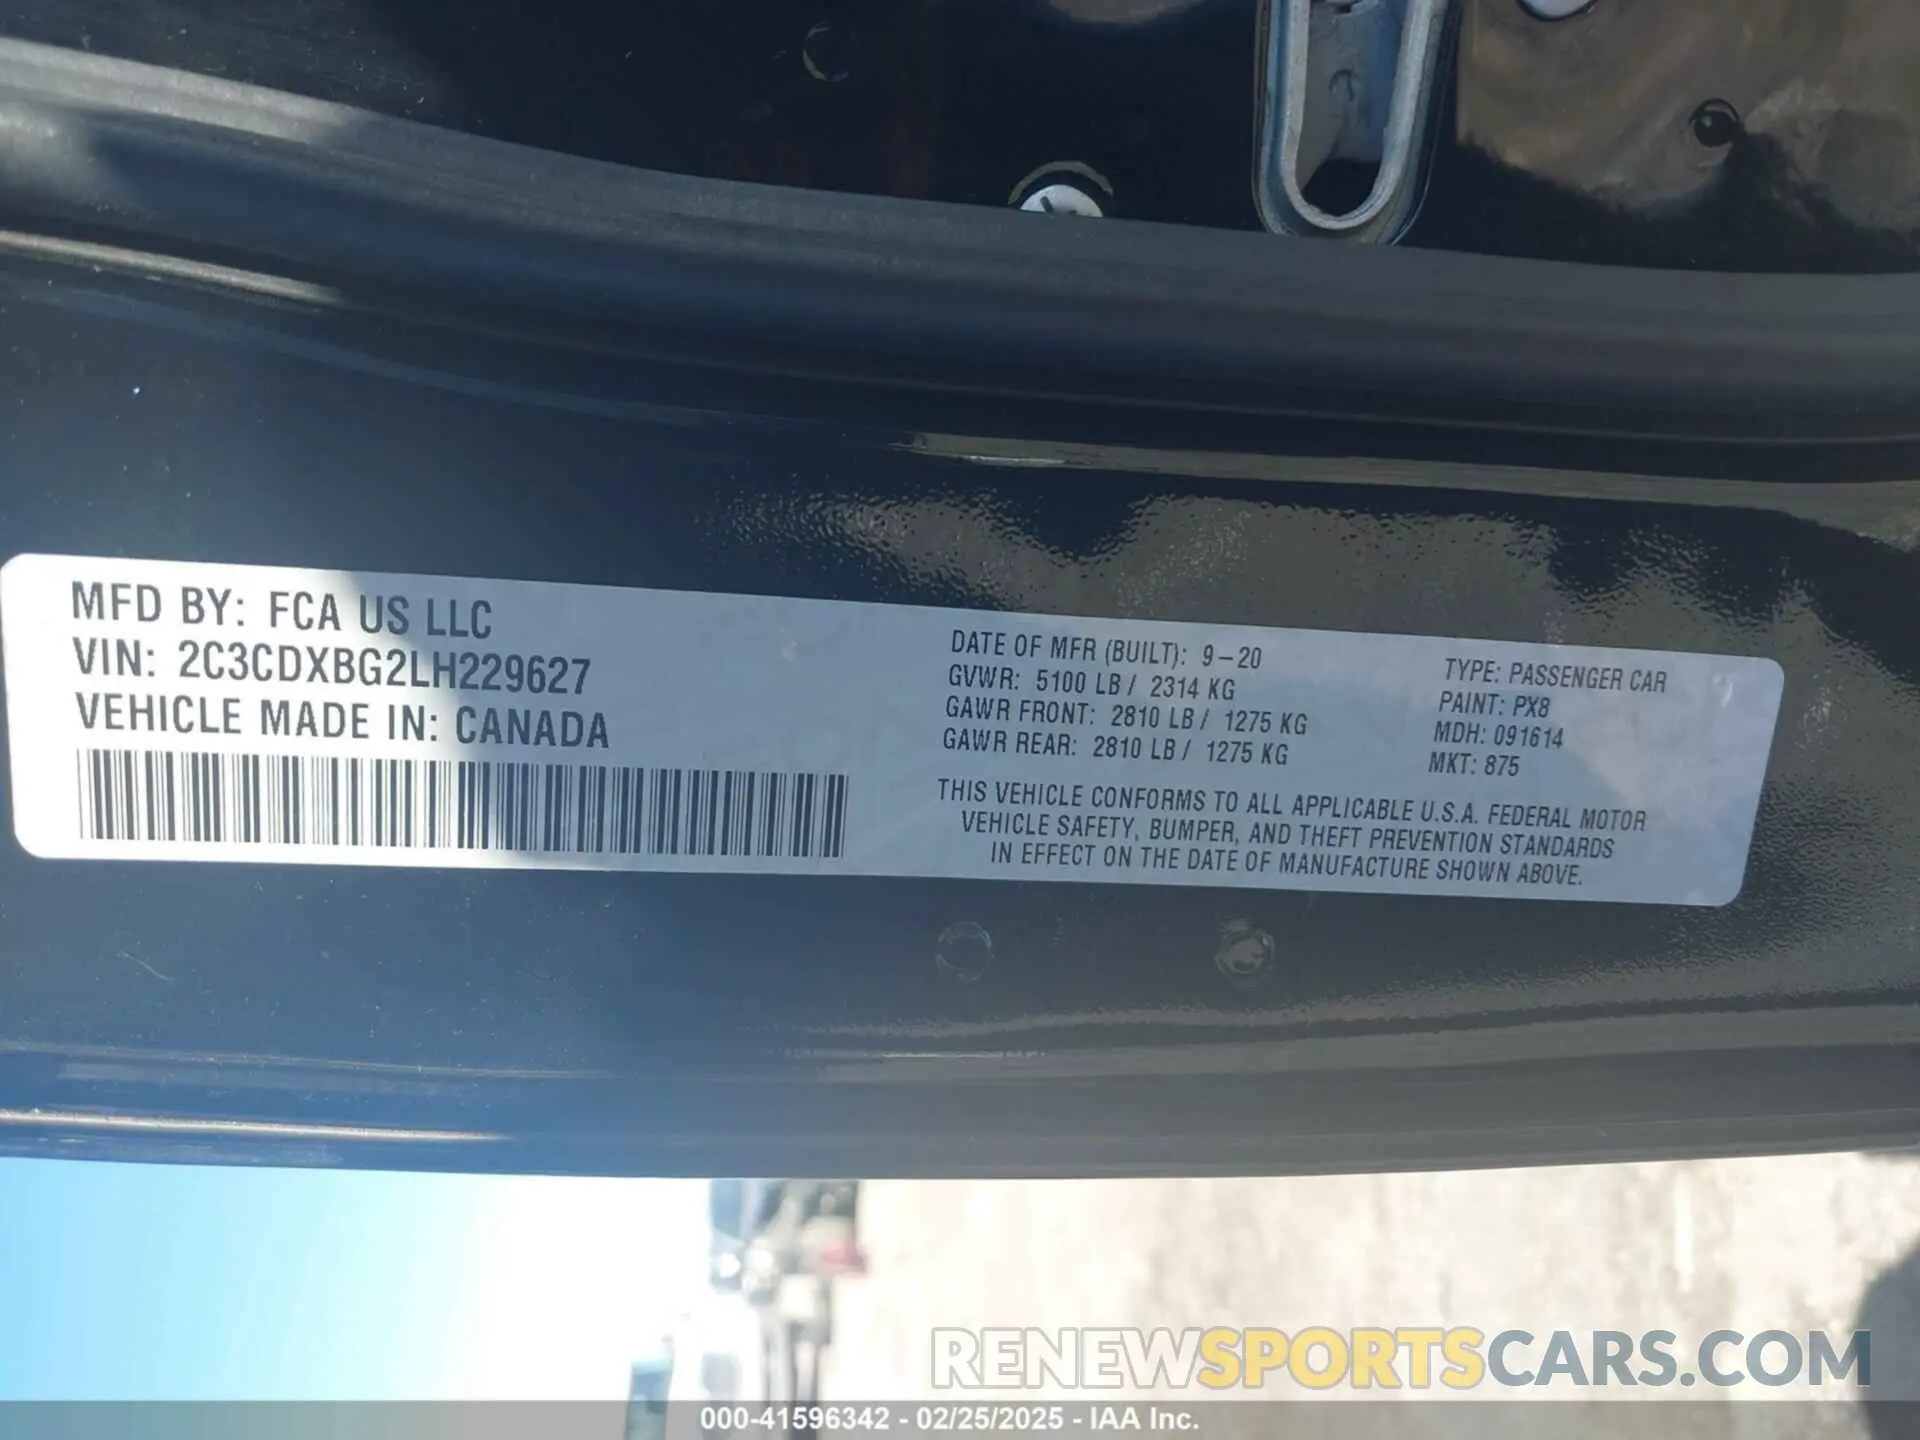 MFD BY: FCA US LLC
VIN: 2C3CDXBG2LH229627
VEHICLE MADE IN: CANADA
DATE OF MFR (BUILT): 9-20
GVWR: 5100 LB / 2314 KG
GAWR FRONT: 2810 LB / 1275 KG
GAWR REAR: 2810 LB / 1275 KG
TYPE: PASSENGER CAR
PAINT: PX8
MDH: 091614
MKT: 875
THIS VEHICLE CONFORMS TO ALL APPLICABLE U.S.A. FEDERAL MOTOR
VEHICLE SAFETY, BUMPER, AND THEFT PREVENTION STANDARDS
IN EFFECT ON THE DATE OF MANUFACTURE SHOWN ABOVE.
RENEWSPORTSCARS.COM
000-41596342 - 02/25/2025 - IAA Inc.